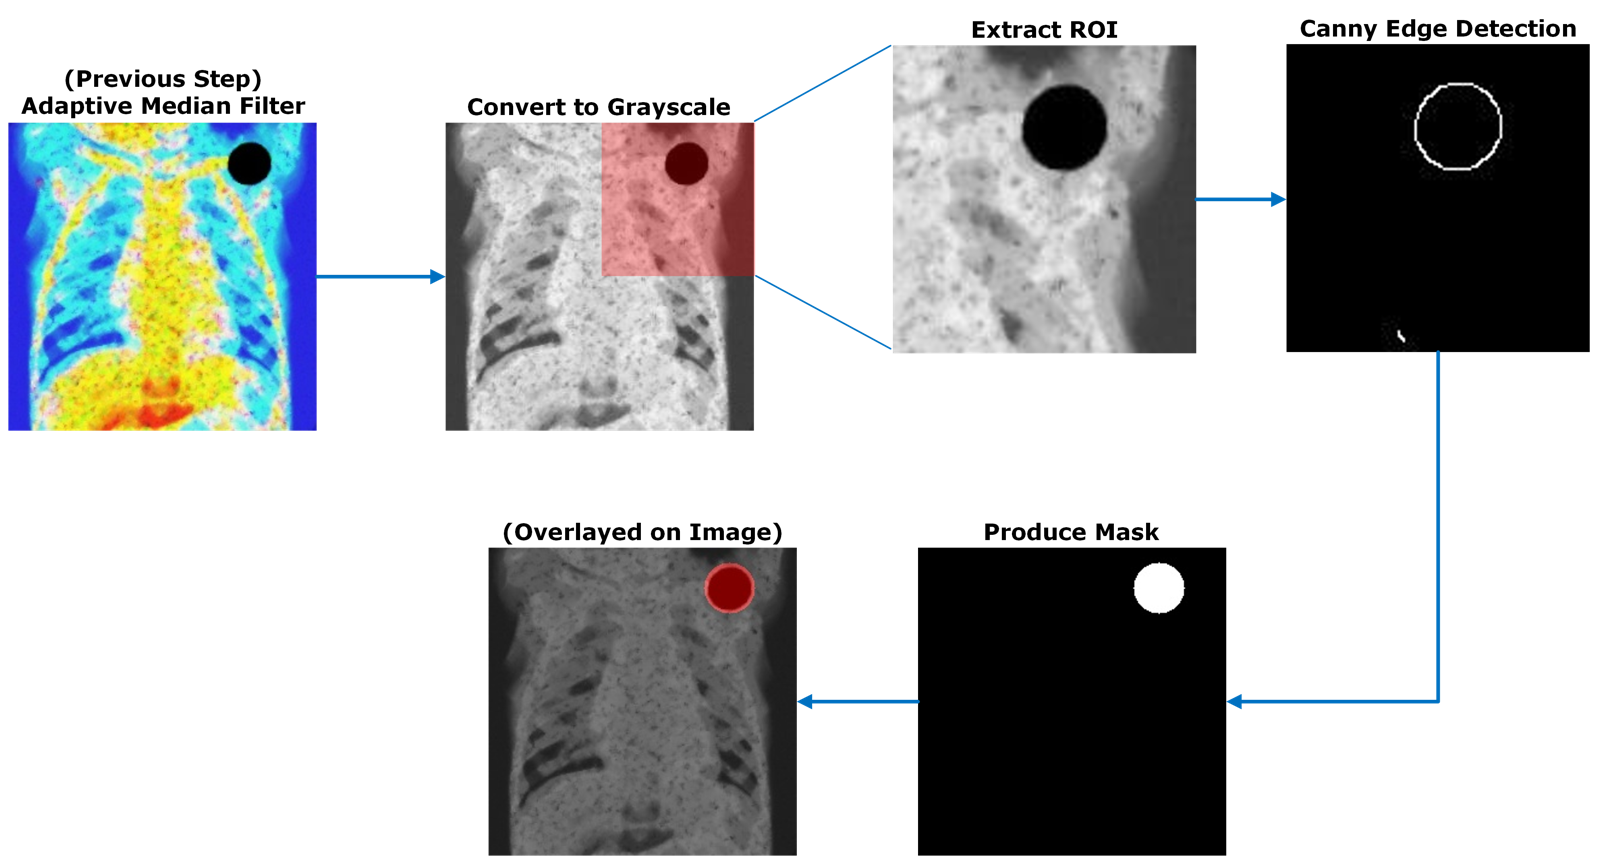 (Previous Step)
Adaptive Median Filter
Convert to Grayscale
Extract ROI
Canny Edge Detection
(Overlayed on Image)
Produce Mask